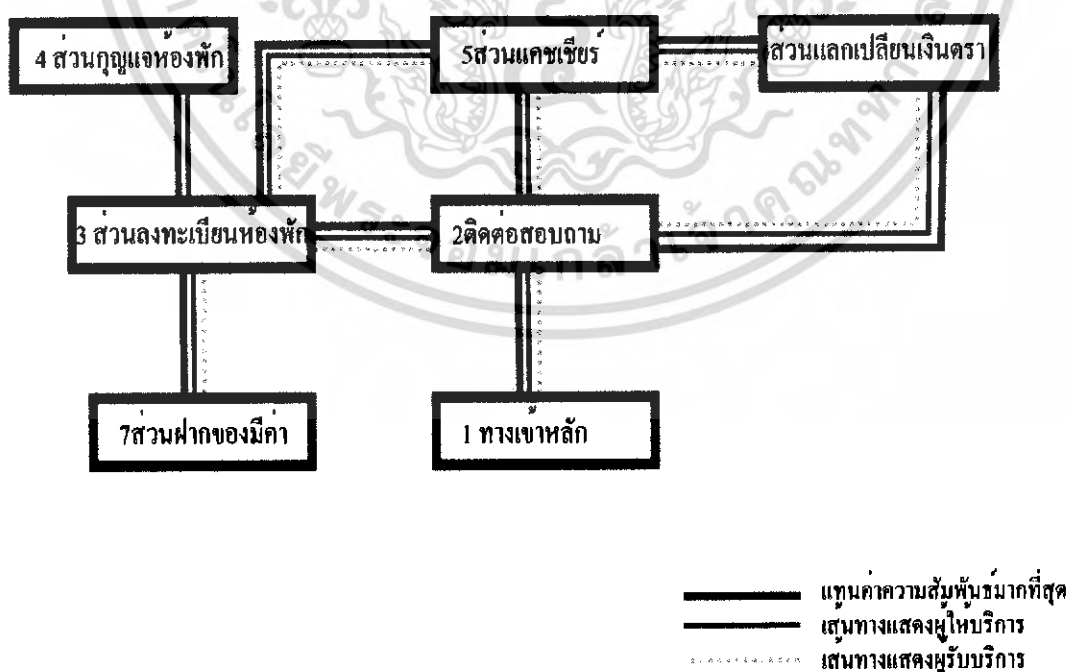 4 ส่วนกุญแจห้องพัก
5ส่วนแคชเชียร์
ส่วนแลกเปลียนเงินตรา
3 ส่วนลงทะเบียนห้องพัก
2ติดต่อสอบถาม
7ส่วนฝากของมีค่า
1 ทางเข้าหลัก
แทนค่าความสัมพันธ์มากที่สุด
เส้นทางแสดงผู้ให้บริการ
เส้นทางแสดงผู้รับบริการ